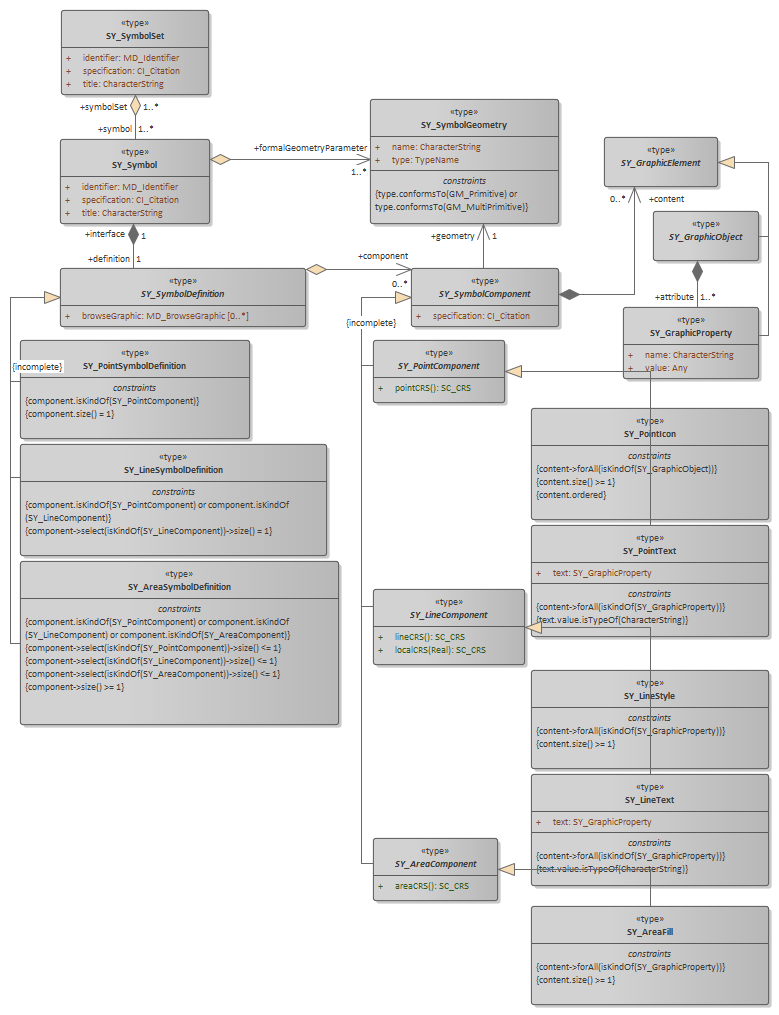 «type»
SY_SymbolSet
+ identifier: MD_Identifier
+ specification: CI_Citation
+ title: CharacterString
+symbolSet 1..*
+symbol 1..*
«type»
SY_Symbol
+ identifier: MD_Identifier
+ specification: CI_Citation
+ title: CharacterString
+formalGeometryParameter
1..*
«type»
SY_SymbolGeometry
+ name: CharacterString
+ type: TypeName
constraints
{type.conformsTo(GM_Primitive) or
type.conformsTo(GM_MultiPrimitive)}
«type»
SY_GraphicElement
0..* +content
«type»
SY_GraphicObject
+attribute 1..*
«type»
SY_GraphicProperty
+ name: CharacterString
+ value: Any
+interface 1
+definition 1
+geometry 1
«type»
SY_SymbolDefinition
+ browseGraphic: MD_BrowseGraphic [0..*]
+component
0..*
«type»
SY_SymbolComponent
+ specification: CI_Citation
{incomplete}
{incomplete}
«type»
SY_PointSymbolDefinition
constraints
{component.isKindOf(SY_PointComponent)}
{component.size() = 1}
«type»
SY_LineSymbolDefinition
constraints
{component.isKindOf(SY_PointComponent) or component.isKindOf
(SY_LineComponent)}
{component->select(isKindOf(SY_LineComponent))->size() = 1}
«type»
SY_AreaSymbolDefinition
constraints
{component.isKindOf(SY_PointComponent) or component.isKindOf
(SY_LineComponent) or component.isKindOf(SY_AreaComponent)}
{component->select(isKindOf(SY_PointComponent))->size() <= 1}
{component->select(isKindOf(SY_LineComponent))->size() <= 1}
{component->select(isKindOf(SY_AreaComponent))->size() <= 1}
{component->size() >= 1}
«type»
SY_PointComponent
+ pointCRS(): SC_CRS
«type»
SY_PointIcon
constraints
{content->forAll(isKindOf(SY_GraphicObject))}
{content.size() >= 1}
{content.ordered}
«type»
SY_PointText
+ text: SY_GraphicProperty
constraints
{content->forAll(isKindOf(SY_GraphicProperty))}
{text.value.isTypeOf(CharacterString)}
«type»
SY_LineComponent
+ lineCRS(): SC_CRS
+ localCRS(Real): SC_CRS
«type»
SY_LineStyle
constraints
{content->forAll(isKindOf(SY_GraphicProperty))}
{content.size() >= 1}
«type»
SY_LineText
+ text: SY_GraphicProperty
constraints
{content->forAll(isKindOf(SY_GraphicProperty))}
{text.value.isTypeOf(CharacterString)}
«type»
SY_AreaComponent
+ areaCRS(): SC_CRS
«type»
SY_AreaFill
constraints
{content->forAll(isKindOf(SY_GraphicProperty))}
{content.size() >= 1}